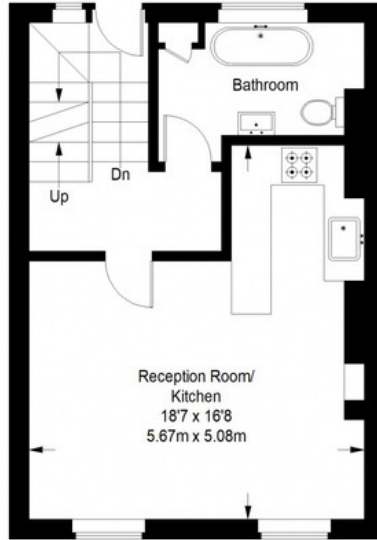 Bathroom
Dn
Up
Reception Room/
Kitchen
18'7 x 16'8
5.67m x 5.08m